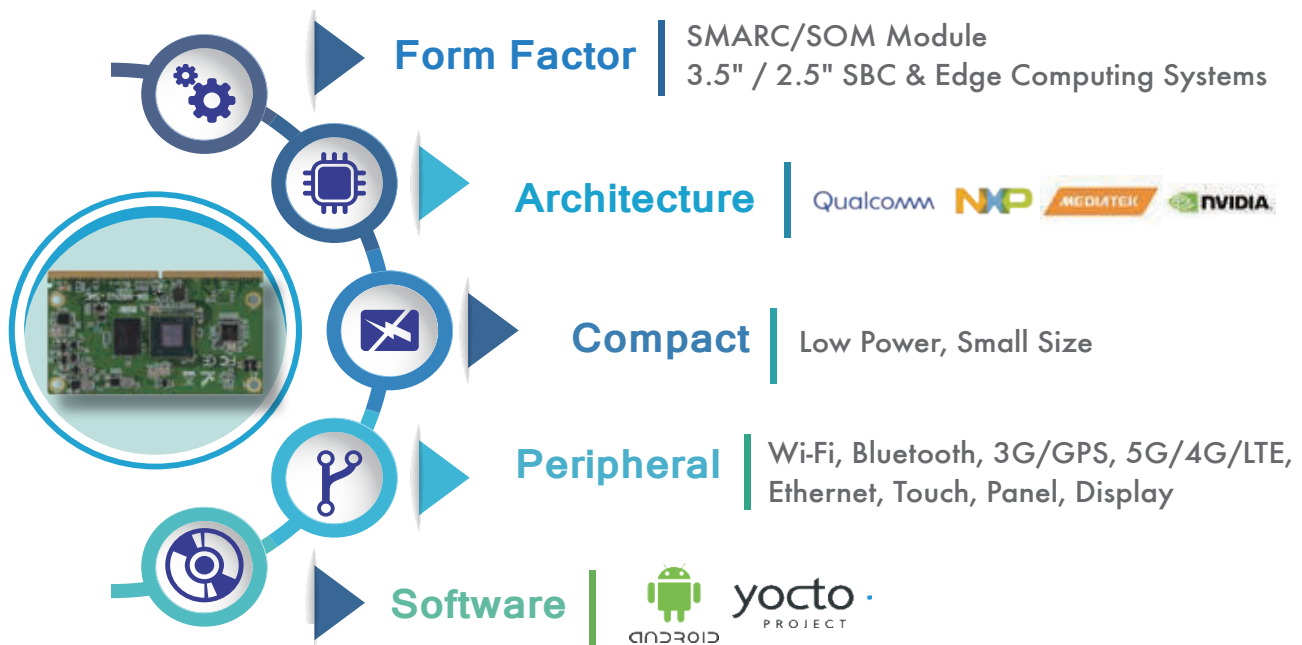 Form Factor
SMARC/SOM Module
3.5" / 2.5" SBC & Edge Computing Systems
Architecture
Qualcomm NXP MEDIATEK NVIDIA
Compact
Low Power, Small Size
Peripheral
Wi-Fi, Bluetooth, 3G/GPS, 5G/4G/LTE,
Ethernet, Touch, Panel, Display
Software
ANDROID
yocto
PROJECT